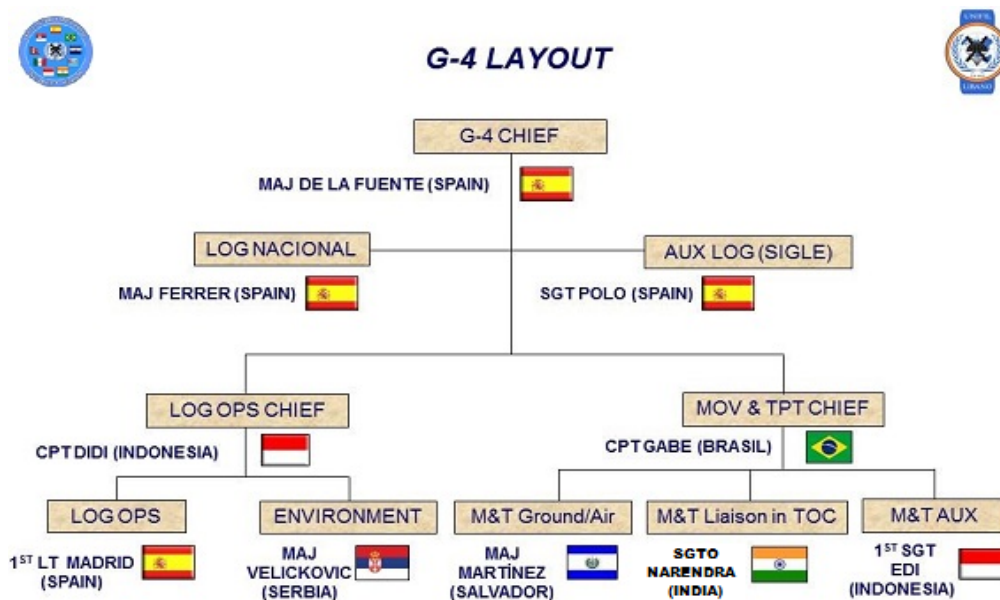 G-4 LAYOUT
UNIFIL
LIBANO
G-4 CHIEF
MAJ DE LA FUENTE (SPAIN)
LOG NACIONAL
AUX LOG (SIGLE)
MAJ FERRER (SPAIN)
SGT POLO (SPAIN)
LOG OPS CHIEF
MOV & TPT CHIEF
CPT DIDI (INDONESIA)
CPT GABE (BRASIL)
LOG OPS
ENVIRONMENT
M&T Ground/Air
M&T Liaison in TOC
M&T AUX
1ST LT MADRID
(SPAIN)
MAJ
VELICKOVIC
(SERBIA)
MAJ
MARTÍNEZ
(SALVADOR)
SGTO
NARENDRA
(INDIA)
1ST SGT
EDI
(INDONESIA)